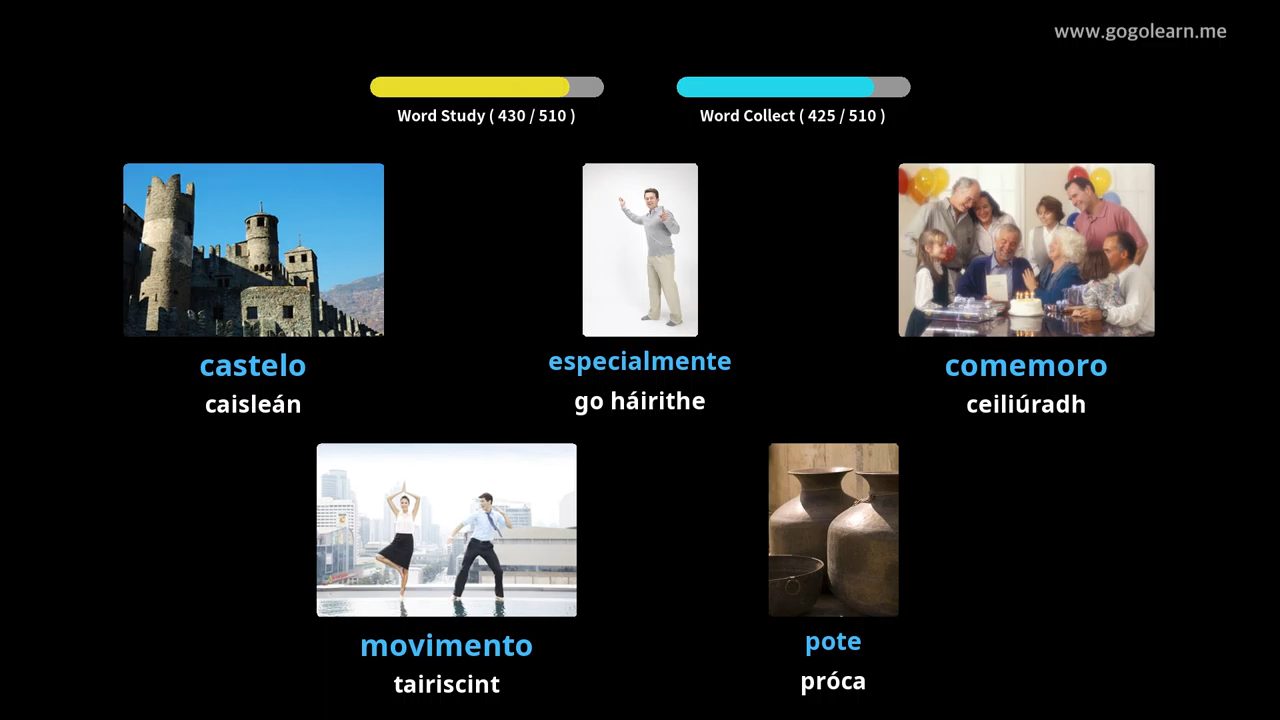 www.gogolearn.me
Word Study ( 430 / 510 )
Word Collect ( 425 / 510 )
castelo
caisleán
especialmente
go háirithe
comemoro
ceiliúradh
movimento
tairiscint
pote
próca